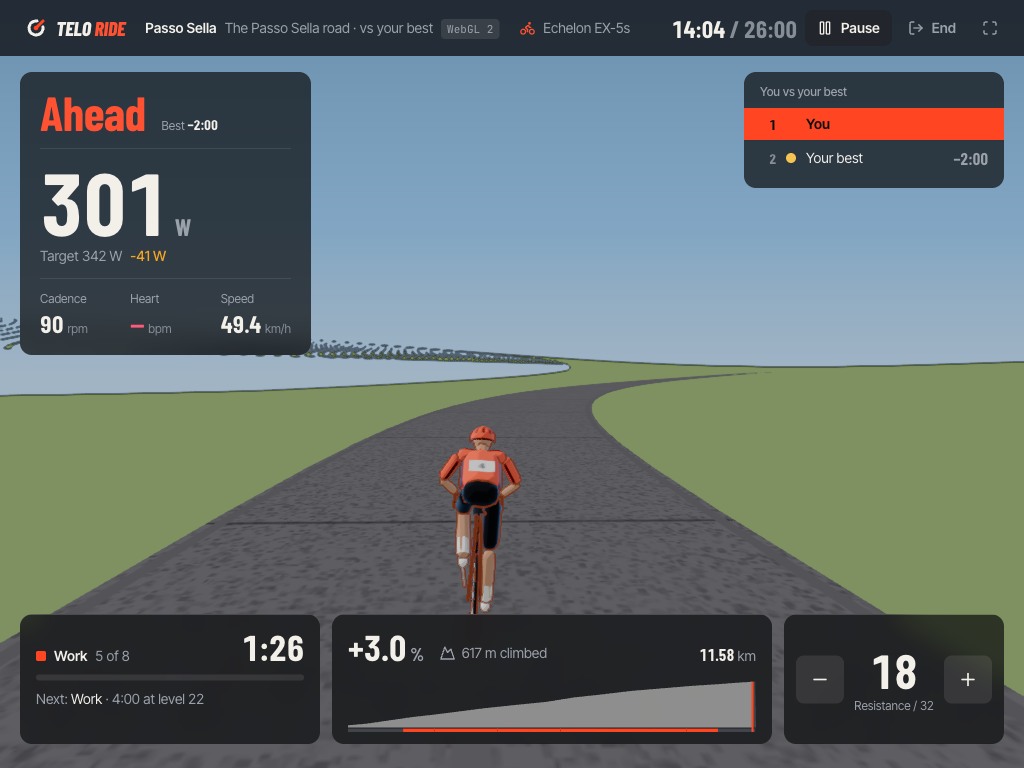 TELO RIDE Passo Sella The Passo Sella road · vs your best WebGL 2 Echelon EX-5s 14:04 / 26:00 Pause End
Ahead Best −2:00
301 W
Target 342 W -41 W
Cadence Heart Speed
90 rpm — bpm 49.4 km/h
You vs your best
1 You
2 Your best −2:00
Work 5 of 8 1:26
Next: Work · 4:00 at level 22
+3.0 % 617 m climbed 11.58 km
− 18 +
Resistance / 32